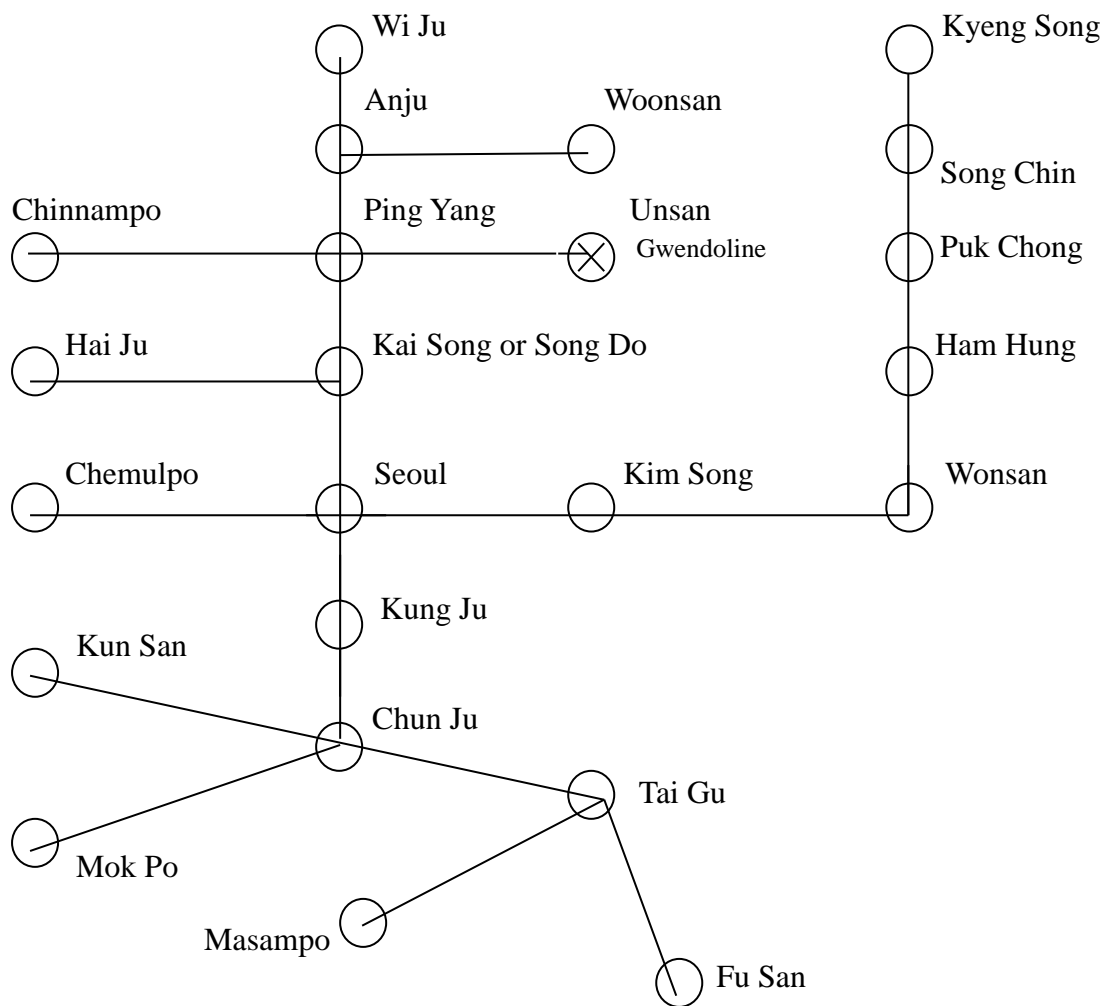 Wi Ju
Kyeng Song
Anju
Woonsan
Song Chin
Chinnampo
Ping Yang
Unsan
Gwendoline
Puk Chong
Hai Ju
Kai Song or Song Do
Ham Hung
Chemulpo
Seoul
Kim Song
Wonsan
Kung Ju
Kun San
Chun Ju
Tai Gu
Mok Po
Masampo
Fu San